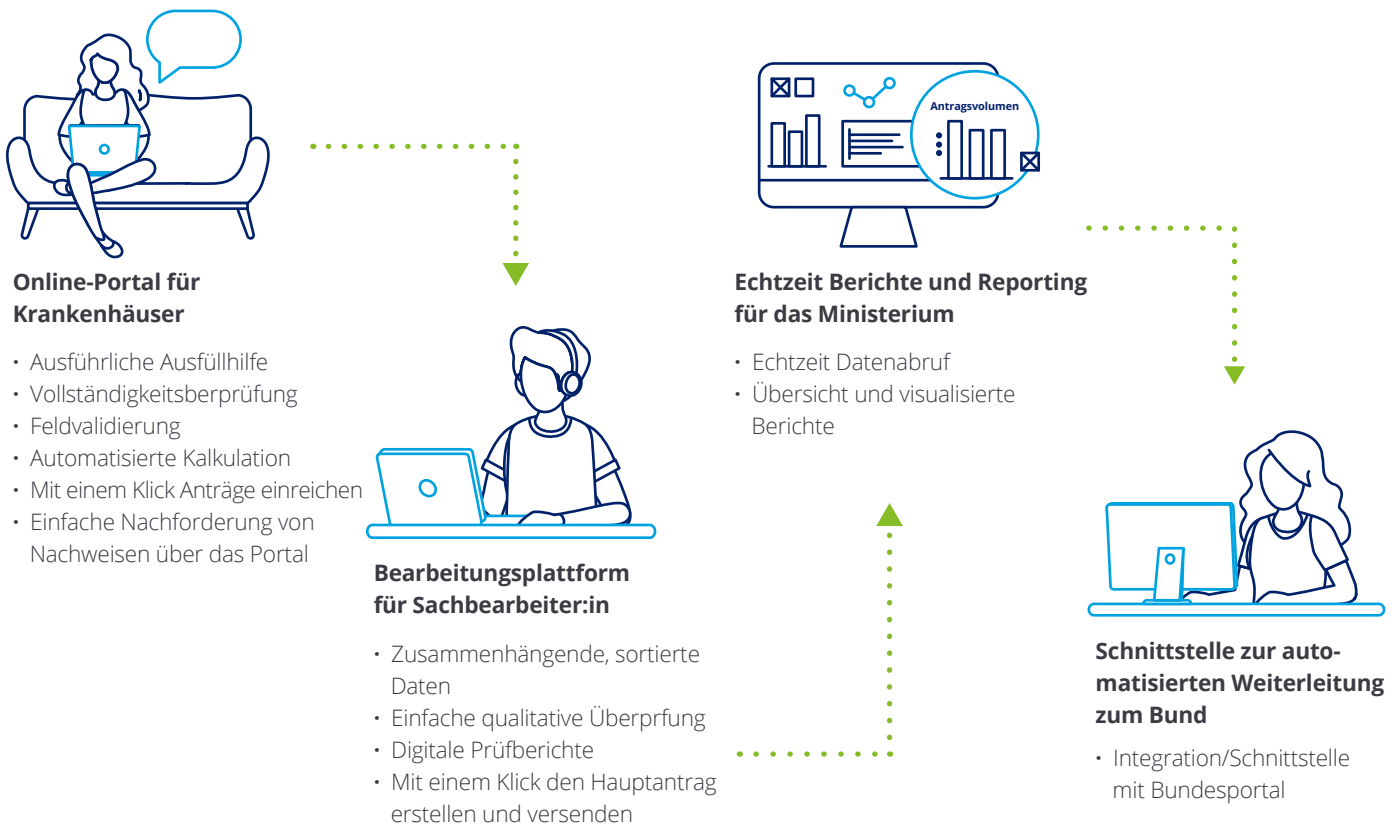 Online-Portal für
Krankenhäuser
• Ausführliche Ausfüllhilfe
• Vollständigkeitsberprüfung
• Feldvalidierung
• Automatisierte Kalkulation
• Mit einem Klick Anträge einreichen
• Einfache Nachforderung von
Nachweisen über das Portal
Bearbeitungsplattform
für Sachbearbeiter:in
• Zusammenhängende, sortierte
Daten
• Einfache qualitative Überprfung
• Digitale Prüfberichte
• Mit einem Klick den Hauptantrag
erstellen und versenden
Antragsvolumen
Echtzeit Berichte und Reporting
für das Ministerium
• Echtzeit Datenabruf
• Übersicht und visualisierte
Berichte
Schnittstelle zur auto-
matisierten Weiterleitung
zum Bund
• Integration/Schnittstelle
mit Bundesportal